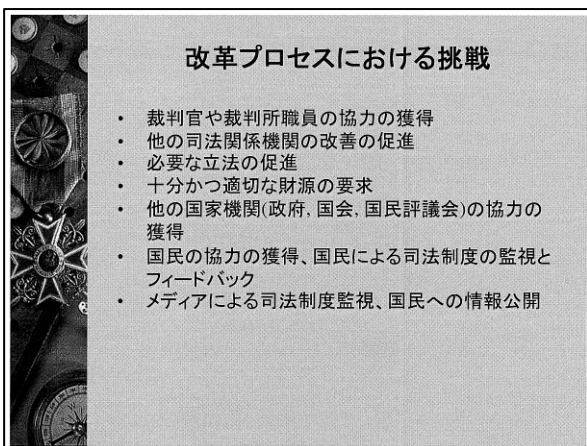 改革プロセスにおける挑戦
• 裁判官や裁判所職員の協力の獲得
• 他の司法関係機関の改善の促進
• 必要な立法の促進
• 十分かつ適切な財源の要求
• 他の国家機関(政府, 国会, 国民評議会)の協力の
獲得
• 国民の協力の獲得、国民による司法制度の監視と
フィードバック
• メディアによる司法制度監視、国民への情報公開